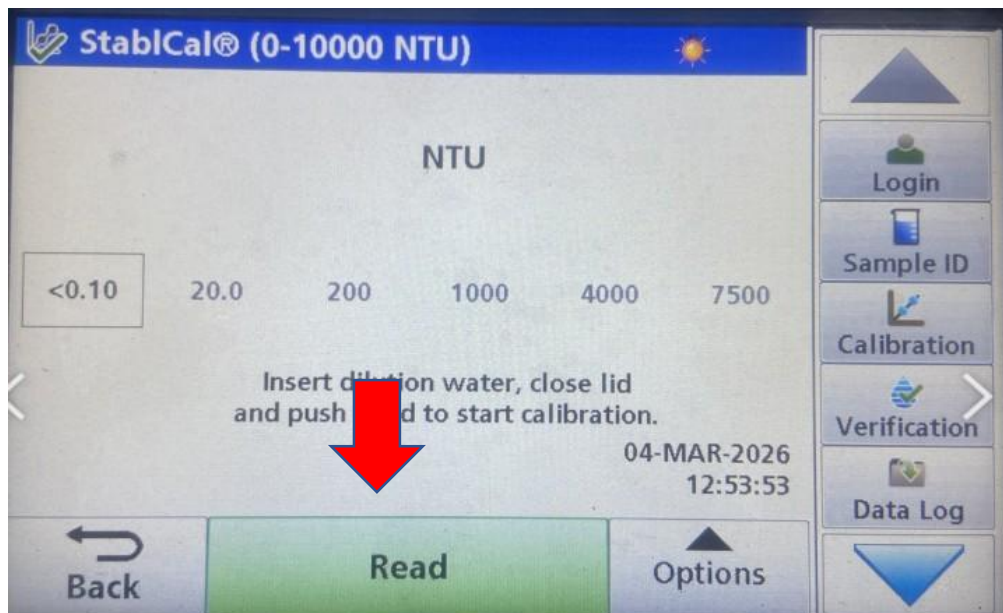 StablCal® (0-10000 NTU)
NTU
<0.10 20.0 200 1000 4000 7500
Insert dilution water, close lid
and push to start calibration.
04-MAR-2026
12:53:53
Back
Read
Options
Login
Sample ID
Calibration
Verification
Data Log